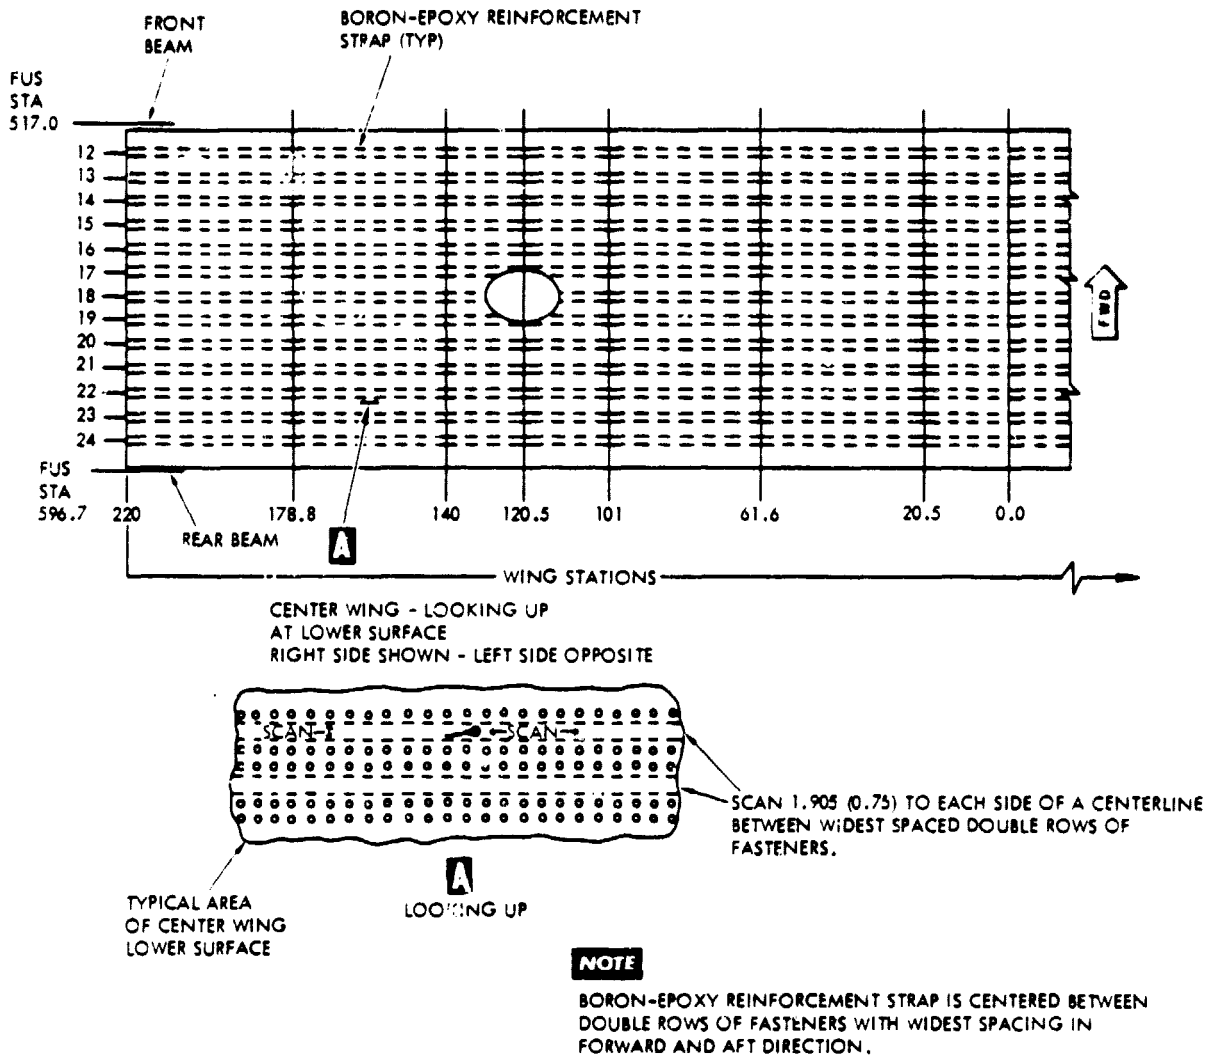 FRONT
BEAM
BORON-EPOXY REINFORCEMENT
STRAP (TYP)
FUS
STA
517.0
12
13
14
15
16
17
18
19
20
21
22
23
24
FWD
FUS
STA
596.7
220
178.8
140
120.5
101
61.6
20.5
0.0
REAR BEAM
A
WING STATIONS
CENTER WING - LOOKING UP
AT LOWER SURFACE
RIGHT SIDE SHOWN - LEFT SIDE OPPOSITE
SCAN
SCAN
SCAN 1.905 (0.75) TO EACH SIDE OF A CENTERLINE
BETWEEN WIDEST SPACED DOUBLE ROWS OF
FASTENERS.
TYPICAL AREA
OF CENTER WING
LOWER SURFACE
A
LOOKING UP
NOTE
BORON-EPOXY REINFORCEMENT STRAP IS CENTERED BETWEEN
DOUBLE ROWS OF FASTENERS WITH WIDEST SPACING IN
FORWARD AND AFT DIRECTION.